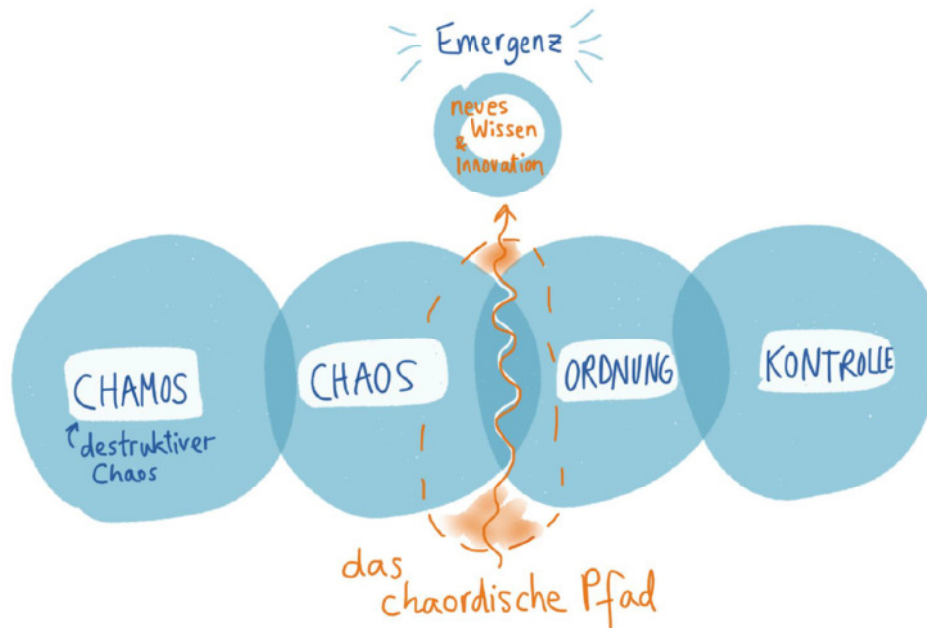 Emergenz
neues
Wissen
&
Innovation
CHAMOS
destruktiver
Chaos
CHAOS
ORDNUNG
KONTROLLE
das
chaordische Pfad